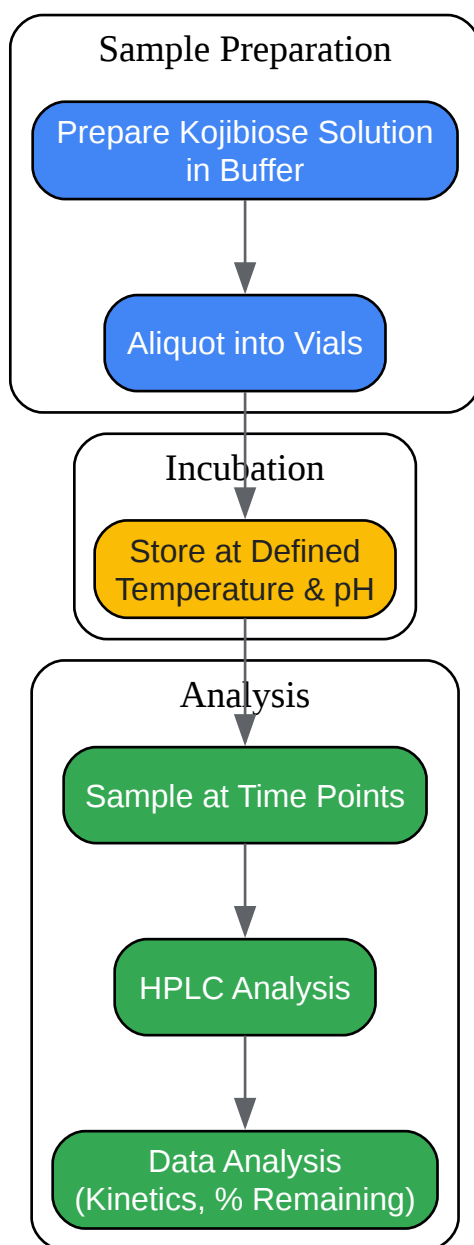 Sample Preparation
Prepare Kojibiose Solution
in Buffer
Aliquot into Vials
Incubation
Store at Defined
Temperature & pH
Analysis
Sample at Time Points
HPLC Analysis
Data Analysis
(Kinetics, % Remaining)